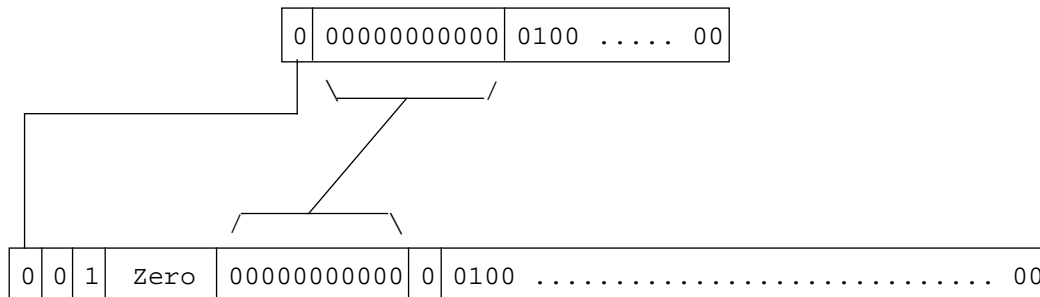 0 00000000000 0100 ..... 00
0 0 1 Zero 00000000000 0 0100 ............................. 00